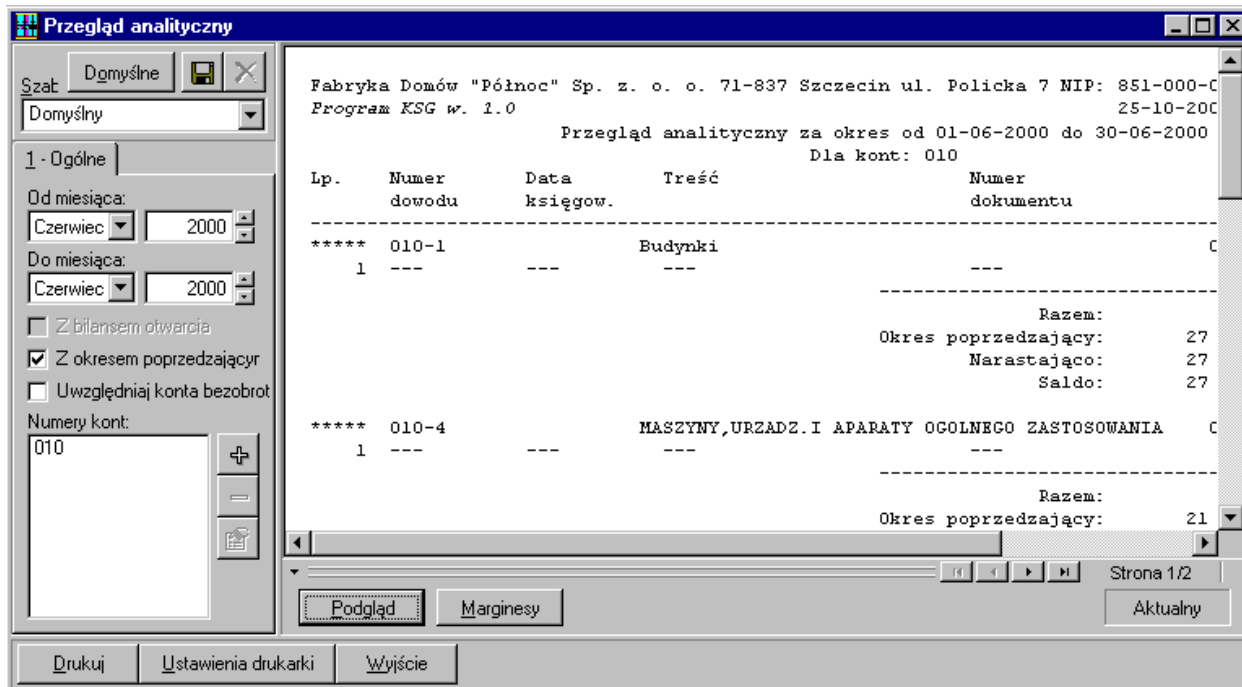 Przegląd analityczny
Szat
Domyślne
Domyślny
1 - Ogólne
Od miesiąca:
Czerwiec 2000
Do miesiąca:
Czerwiec 2000
Z bilansem otwarcia
Z okresem poprzedzającyr
Uwzględniaj konta bezobrot
Numery kont:
010
Fabryka Domów "Północ" Sp. z. o. o. 71-837 Szczecin ul. Policka 7 NIP: 851-000-0
Program KSG w. 1.0 25-10-200
Przegląd analityczny za okres od 01-06-2000 do 30-06-2000
Dla kont: 010
Lp. Numer Data Treść Numer
dowodu księgow. dokumentu
***** 010-1 Budynki
1 --- --- --- ---
Razem:
Okres poprzedzający: 27
Narastająco: 27
Saldo: 27
***** 010-4 MASZYNY,URZADZ.I APARATY OGOLNEGO ZASTOSOWANIA
1 --- --- --- ---
Razem:
Okres poprzedzający: 21
Strona 1/2
Podgląd Marginesy Aktualny
Drukuj Ustawienia drukarki Wyjście